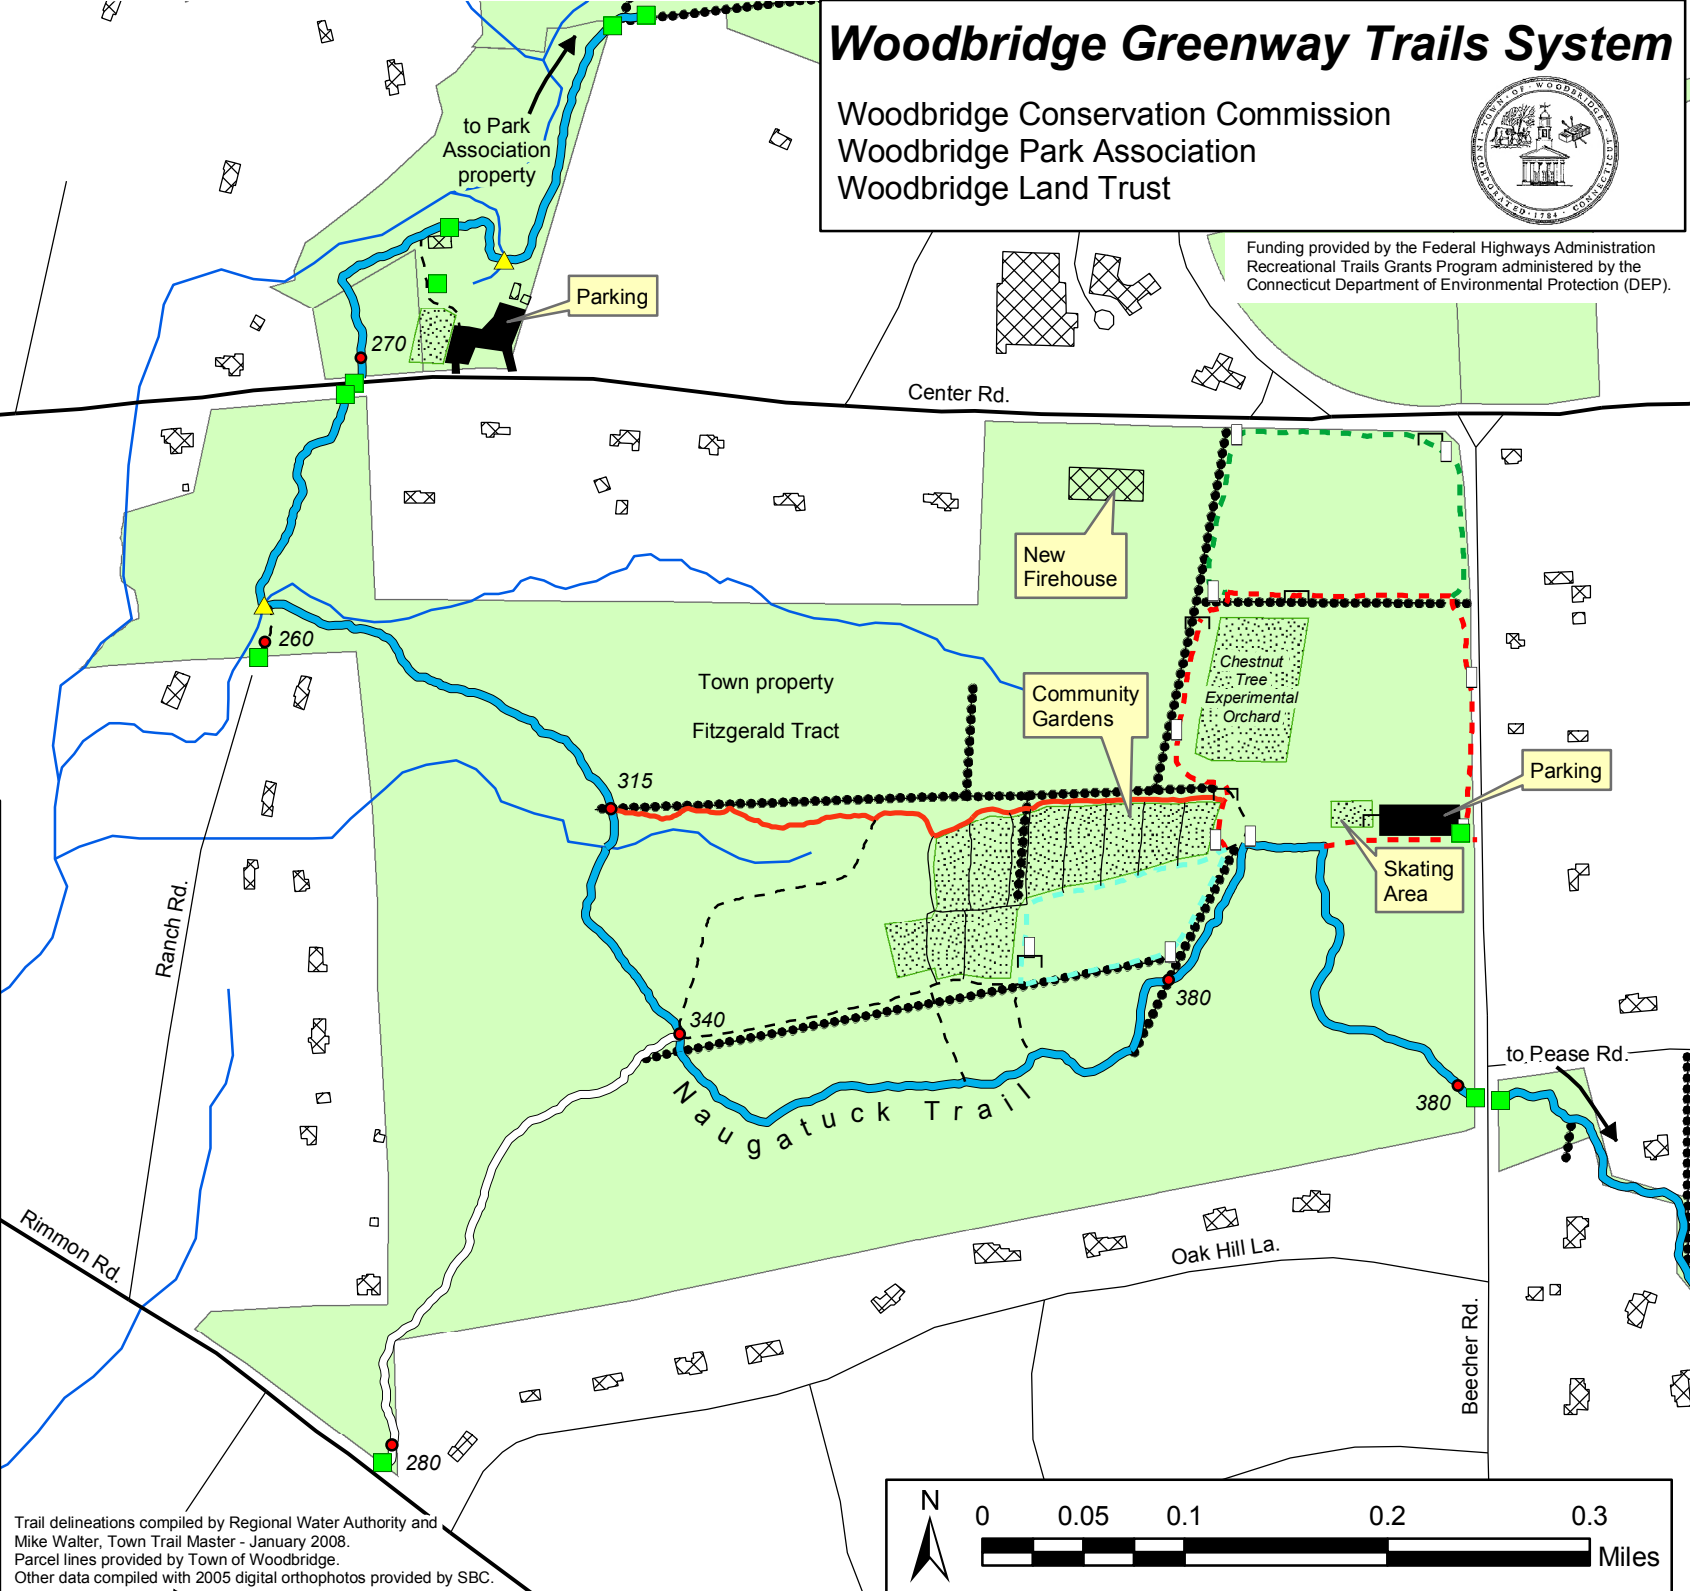 Woodbridge Greenway Trails System
Woodbridge Conservation Commission
Woodbridge Park Association
Woodbridge Land Trust
INCORPORATED · 1784 · CONNECTICUT
TOWN · OF · WOODBRIDGE
Funding provided by the Federal Highways Administration
Recreational Trails Grants Program administered by the
Connecticut Department of Environmental Protection (DEP).
to Park
Association
property
Parking
270
Center Rd.
New
Firehouse
260
Chestnut
Tree
Experimental
Orchard
Town property
Fitzgerald Tract
Community
Gardens
315
Parking
Skating
Area
Ranch Rd.
340
380
to Pease Rd.
380
Naugatuck Trail
Rimmon Rd.
Oak Hill La.
Beecher Rd.
280
N
0 0.05 0.1 0.2 0.3
Miles
Trail delineations compiled by Regional Water Authority and
Mike Walter, Town Trail Master - January 2008.
Parcel lines provided by Town of Woodbridge.
Other data compiled with 2005 digital orthophotos provided by SBC.